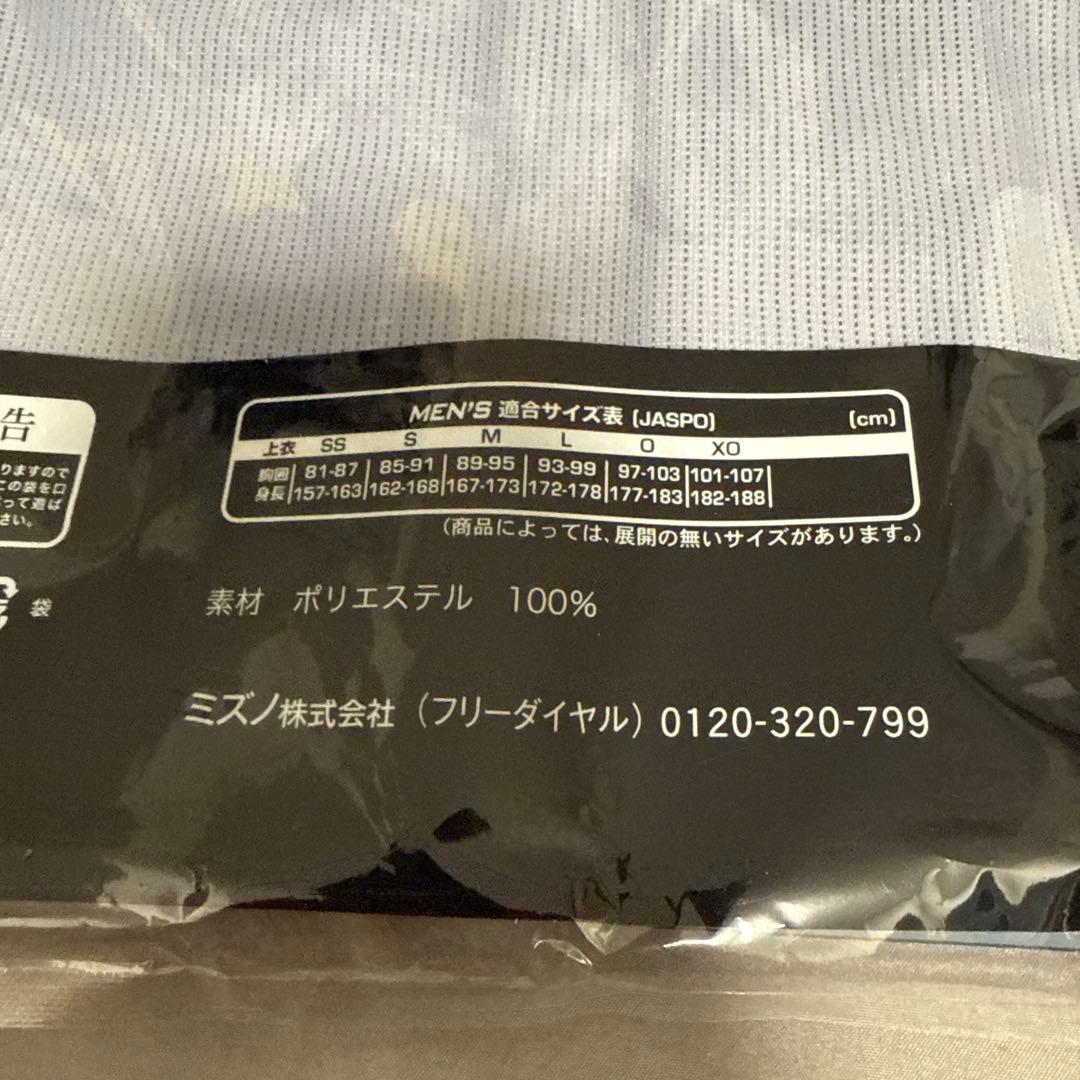 告
りますので
この袋を口
って遊ば
さい。
袋
MEN'S 適合サイズ表 [JASPO] [cm]
上衣 SS S M L O XO
胸囲 81-87 85-91 89-95 93-99 97-103 101-107
身長 157-163 162-168 167-173 172-178 177-183 182-188
(商品によっては、展開の無いサイズがあります。)
素材 ポリエステル 100%
ミズノ株式会社(フリーダイヤル)0120-320-799